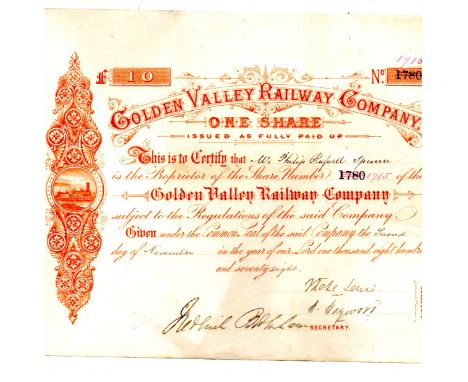 1715
£ 10 Nº 1780
GOLDEN VALLEY RAILWAY COMPANY,
ONE SHARE
ISSUED AS FULLY PAID UP
This is to Certify that Mr. Philip Spencer
is the Proprietor of the Share Number 1780 1715 of the
Golden Valley Railway Company
subject to the Regulations of the said Company
Given under the Common Seal of the said Company the Second
day of November in the year of our Lord one thousand eight hundre
and seventy eight.
SECRETARY.